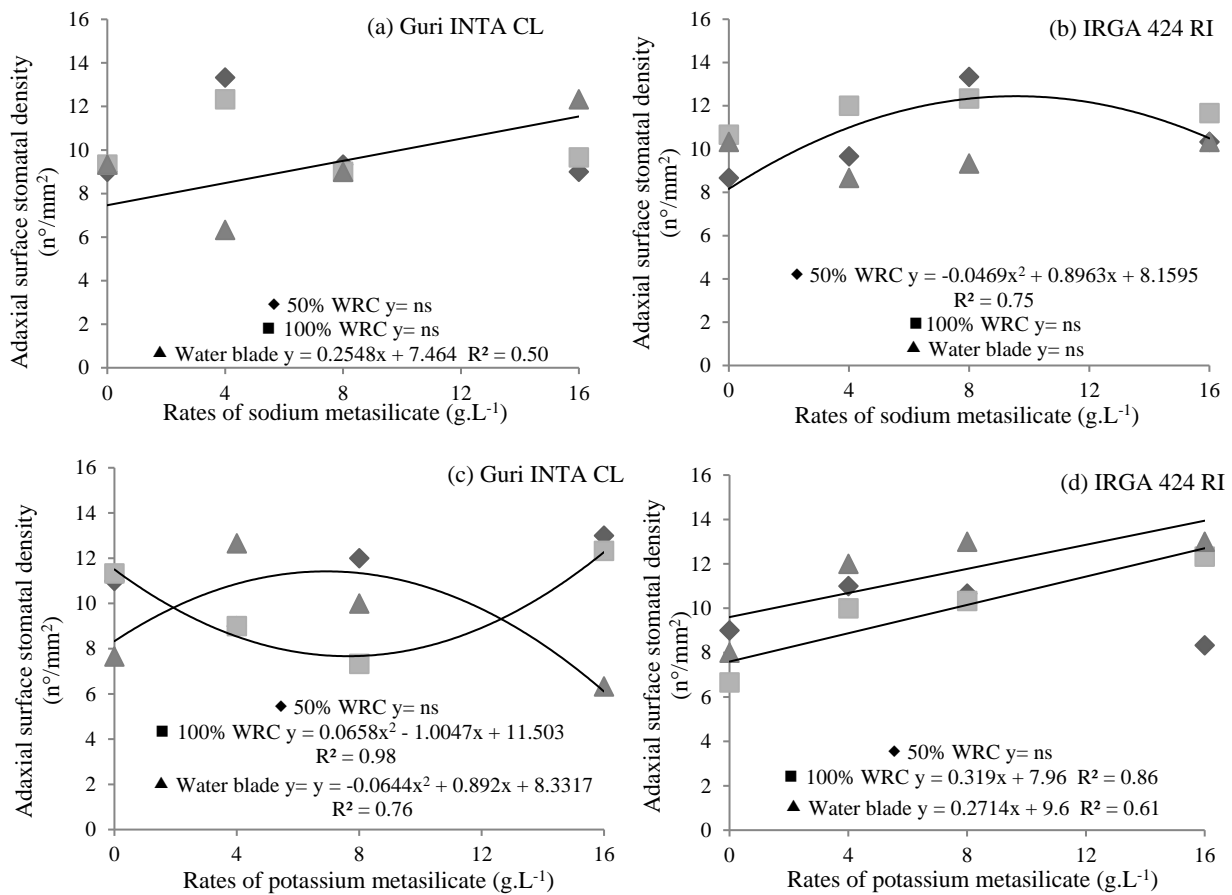 (a) Guri INTA CL
Adaxial surface stomatal density
(n°/mm²)
16
14
12
10
8
6
4
2
0
◆ 50% WRC y= ns
■ 100% WRC y= ns
▲ Water blade y = 0.2548x + 7.464 R² = 0.50
0 4 8 12 16
Rates of sodium metasilicate (g.L⁻¹)
(b) IRGA 424 RI
Adaxial surface stomatal density
(n°/mm²)
16
14
12
10
8
6
4
2
0
◆ 50% WRC y = -0.0469x² + 0.8963x + 8.1595
R² = 0.75
■ 100% WRC y= ns
▲ Water blade y= ns
0 4 8 12 16
Rates of sodium metasilicate (g.L⁻¹)
(c) Guri INTA CL
Adaxial surface stomatal density
(n°/mm²)
16
14
12
10
8
6
4
2
0
◆ 50% WRC y= ns
■ 100% WRC y = 0.0658x² - 1.0047x + 11.503
R² = 0.98
▲ Water blade y= y = -0.0644x² + 0.892x + 8.3317
R² = 0.76
0 4 8 12 16
Rates of potassium metasilicate (g.L⁻¹)
(d) IRGA 424 RI
Adaxial surface stomatal density
(n°/mm²)
16
14
12
10
8
6
4
2
0
◆ 50% WRC y= ns
■ 100% WRC y = 0.319x + 7.96 R² = 0.86
▲ Water blade y = 0.2714x + 9.6 R² = 0.61
0 4 8 12 16
Rates of potassium metasilicate (g.L⁻¹)